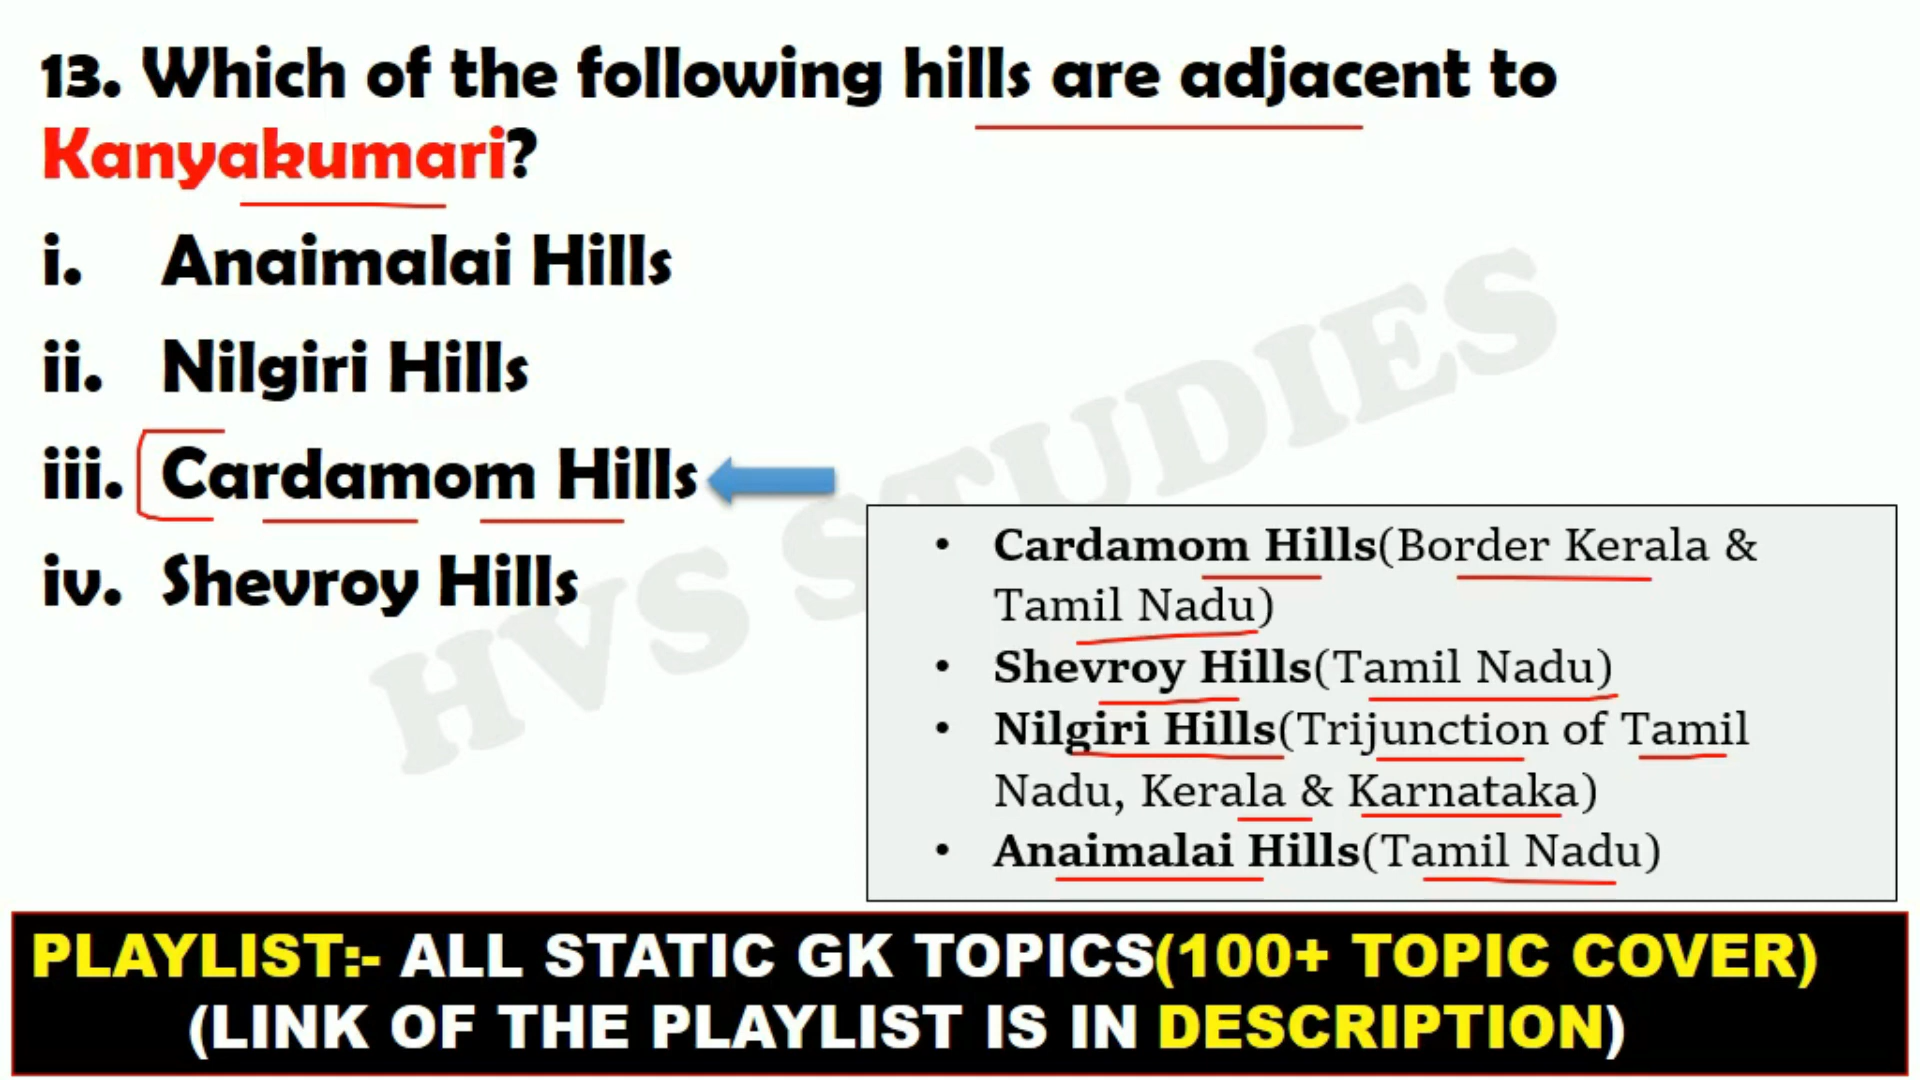 13. Which of the following hills are adjacent to
Kanyakumari?
i. Anaimalai Hills
ii. Nilgiri Hills
iii. Cardamom Hills
iv. Shevroy Hills
HVS STUDIES
• Cardamom Hills(Border Kerala &
Tamil Nadu)
• Shevroy Hills(Tamil Nadu)
• Nilgiri Hills(Trijunction of Tamil
Nadu, Kerala & Karnataka)
• Anaimalai Hills(Tamil Nadu)
PLAYLIST:- ALL STATIC GK TOPICS(100+ TOPIC COVER)
(LINK OF THE PLAYLIST IS IN DESCRIPTION)